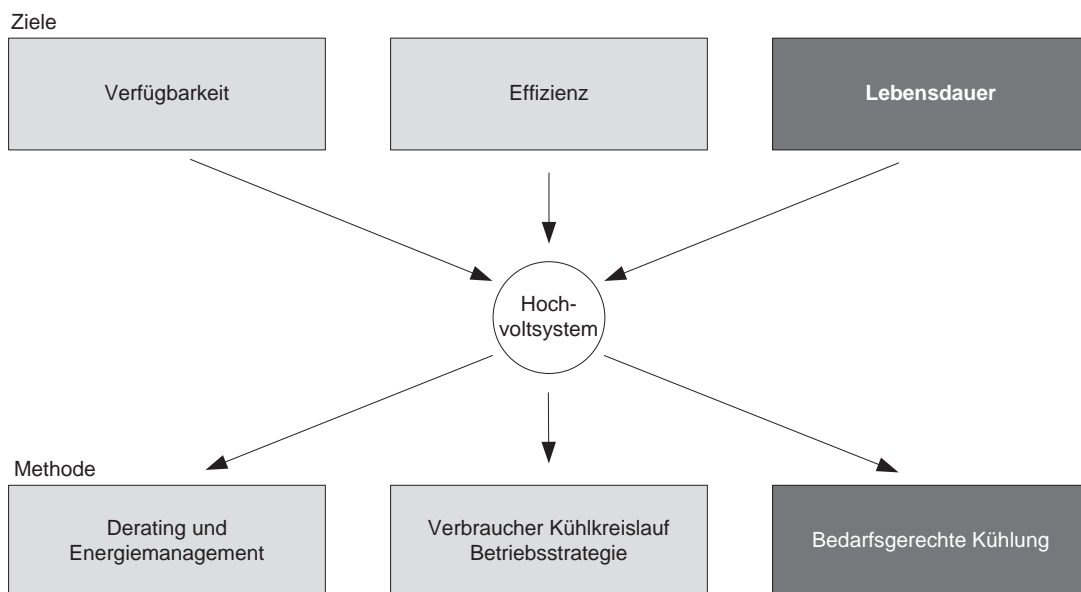 Ziele
Verfügbarkeit
Effizienz
Lebensdauer
Hoch-
voltsystem
Methode
Derating und
Energiemanagement
Verbraucher Kühlkreislauf
Betriebsstrategie
Bedarfsgerechte Kühlung